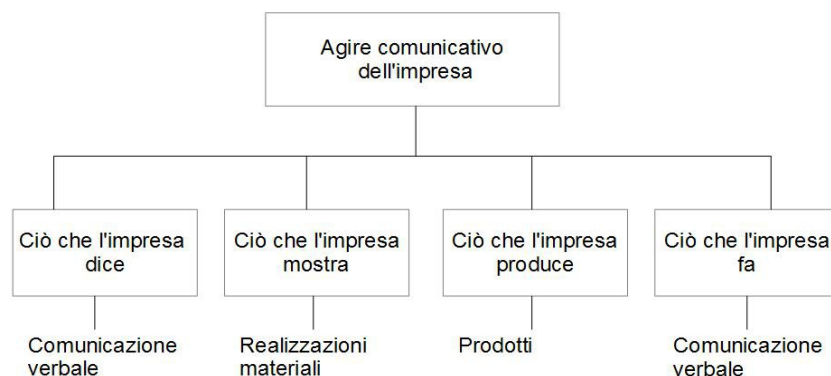 Agire comunicativo
dell'impresa
Ciò che l'impresa
dice
Ciò che l'impresa
mostra
Ciò che l'impresa
produce
Ciò che l'impresa
fa
Comunicazione
verbale
Realizzazioni
materiali
Prodotti
Comunicazione
verbale